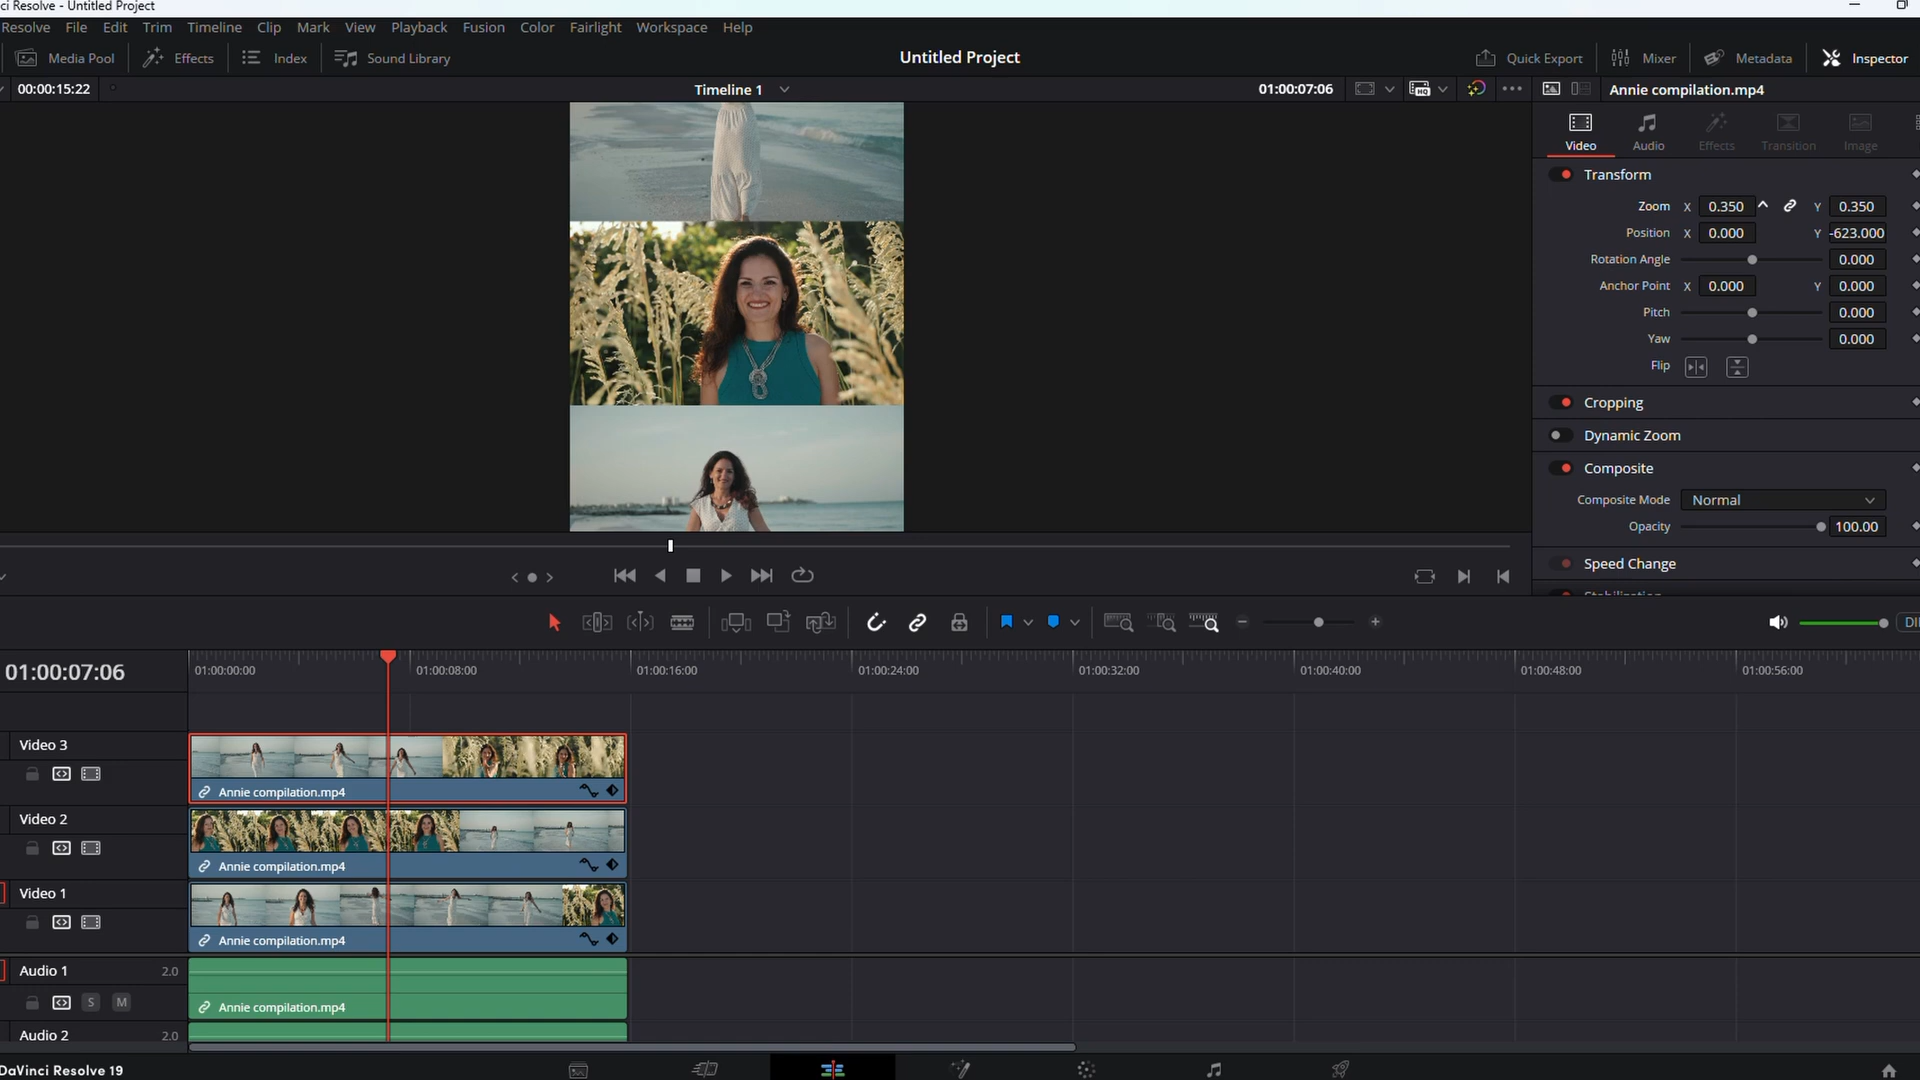 ci Resolve - Untitled Project
Resolve File Edit Trim Timeline Clip Mark View Playback Fusion Color Fairlight Workspace Help
Media Pool Effects Index Sound Library Untitled Project Quick Export Mixer Metadata Inspector
00:00:15:22 Timeline 1 01:00:07:06 HQ Annie compilation.mp4
Video Audio Effects Transition Image
Transform
Zoom X 0.350 Y 0.350
Position X 0.000 Y -623.000
Rotation Angle 0.000
Anchor Point X 0.000 Y 0.000
Pitch 0.000
Yaw 0.000
Flip
Cropping
Dynamic Zoom
Composite
Composite Mode Normal
Opacity 100.00
Speed Change
DI
01:00:07:06 01:00:00:00 01:00:08:00 01:00:16:00 01:00:24:00 01:00:32:00 01:00:40:00 01:00:48:00 01:00:56:00
Video 3
Annie compilation.mp4
Video 2
Annie compilation.mp4
Video 1
Annie compilation.mp4
Audio 1 2.0
S M Annie compilation.mp4
Audio 2 2.0
DaVinci Resolve 19